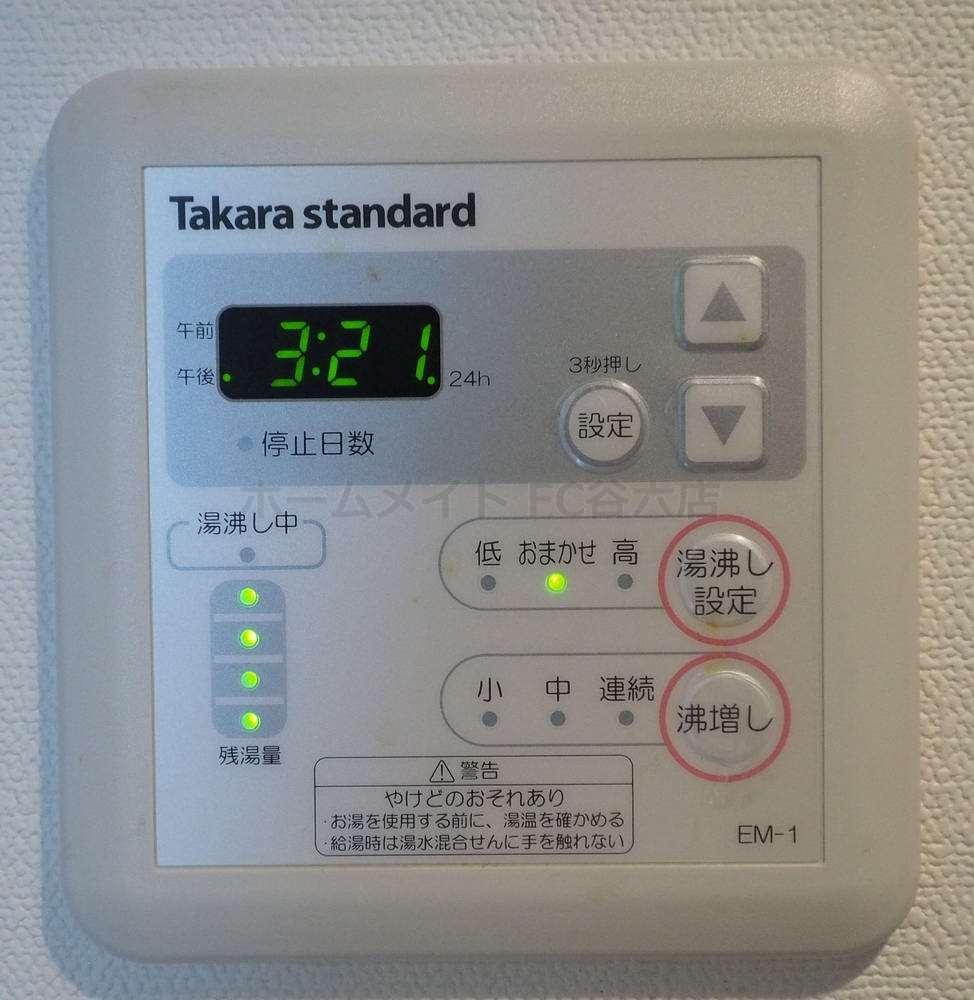 Takara standard
午前
3:21
午後
24h
3秒押し
設定
停止日数
ホームメイトFC谷六店
湯沸し中
低 おまかせ 高
湯沸し
設定
小 中 連続
沸増し
残湯量
警告
やけどのおそれあり
・お湯を使用する前に、湯温を確かめる
・給湯時は湯水混合せんに手を触れない
EM-1